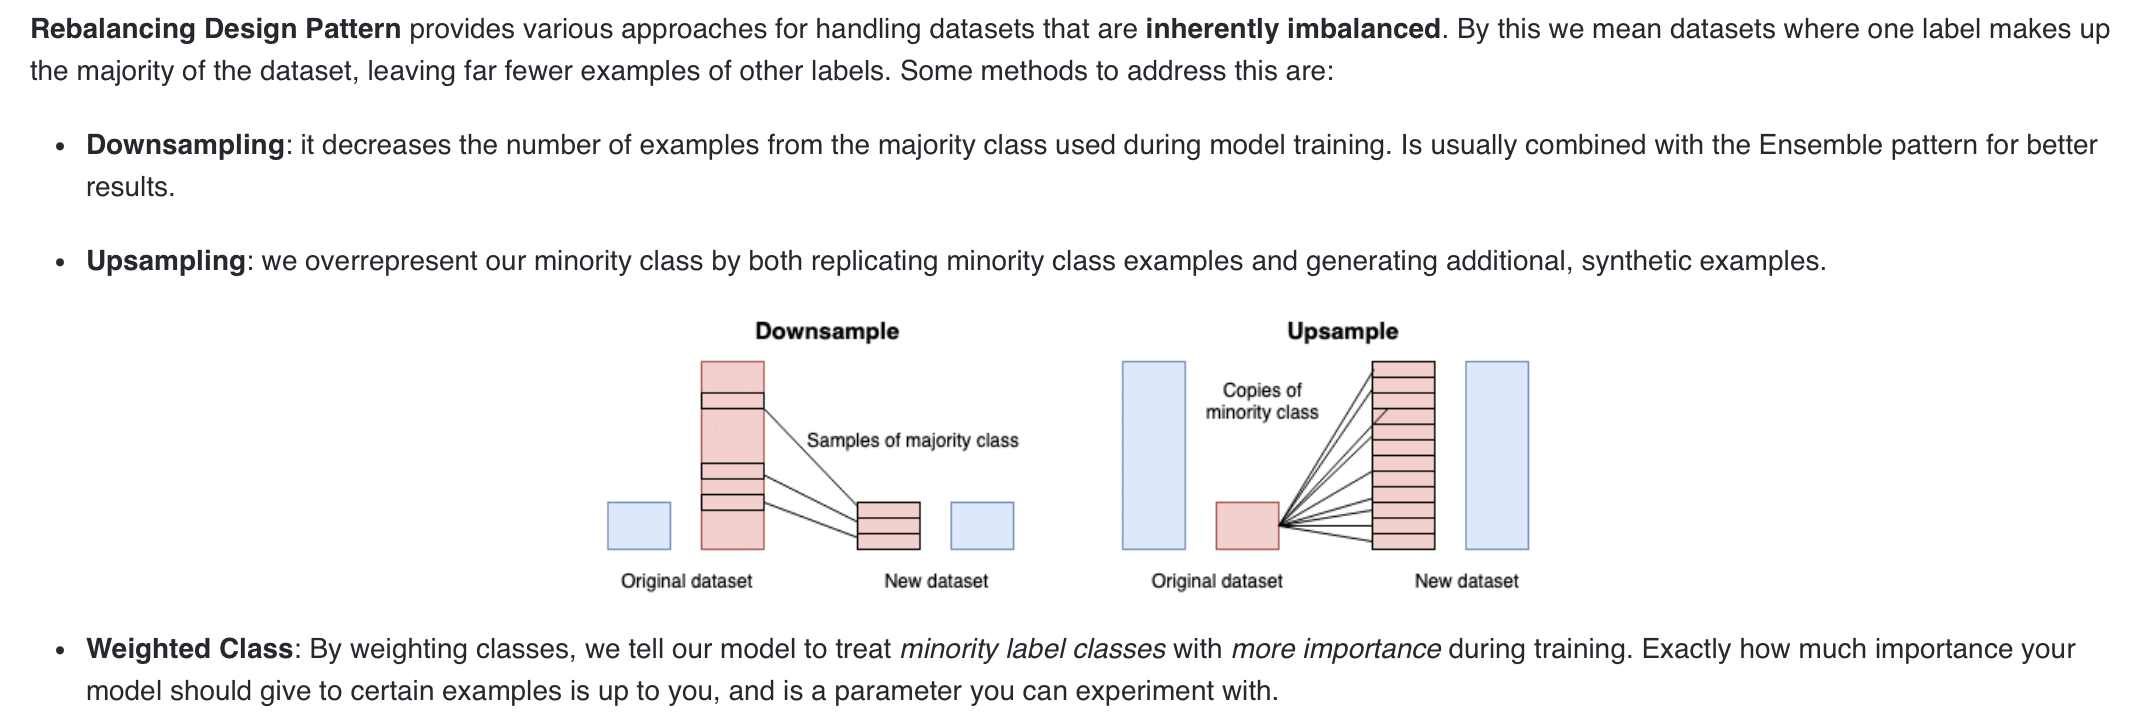 Rebalancing Design Pattern provides various approaches for handling datasets that are inherently imbalanced. By this we mean datasets where one label makes up
the majority of the dataset, leaving far fewer examples of other labels. Some methods to address this are:
• Downsampling: it decreases the number of examples from the majority class used during model training. Is usually combined with the Ensemble pattern for better
results.
• Upsampling: we overrepresent our minority class by both replicating minority class examples and generating additional, synthetic examples.
Downsample
Samples of majority class
Original dataset
New dataset
Upsample
Copies of
minority class
Original dataset
New dataset
• Weighted Class: By weighting classes, we tell our model to treat minority label classes with more importance during training. Exactly how much importance your
model should give to certain examples is up to you, and is a parameter you can experiment with.